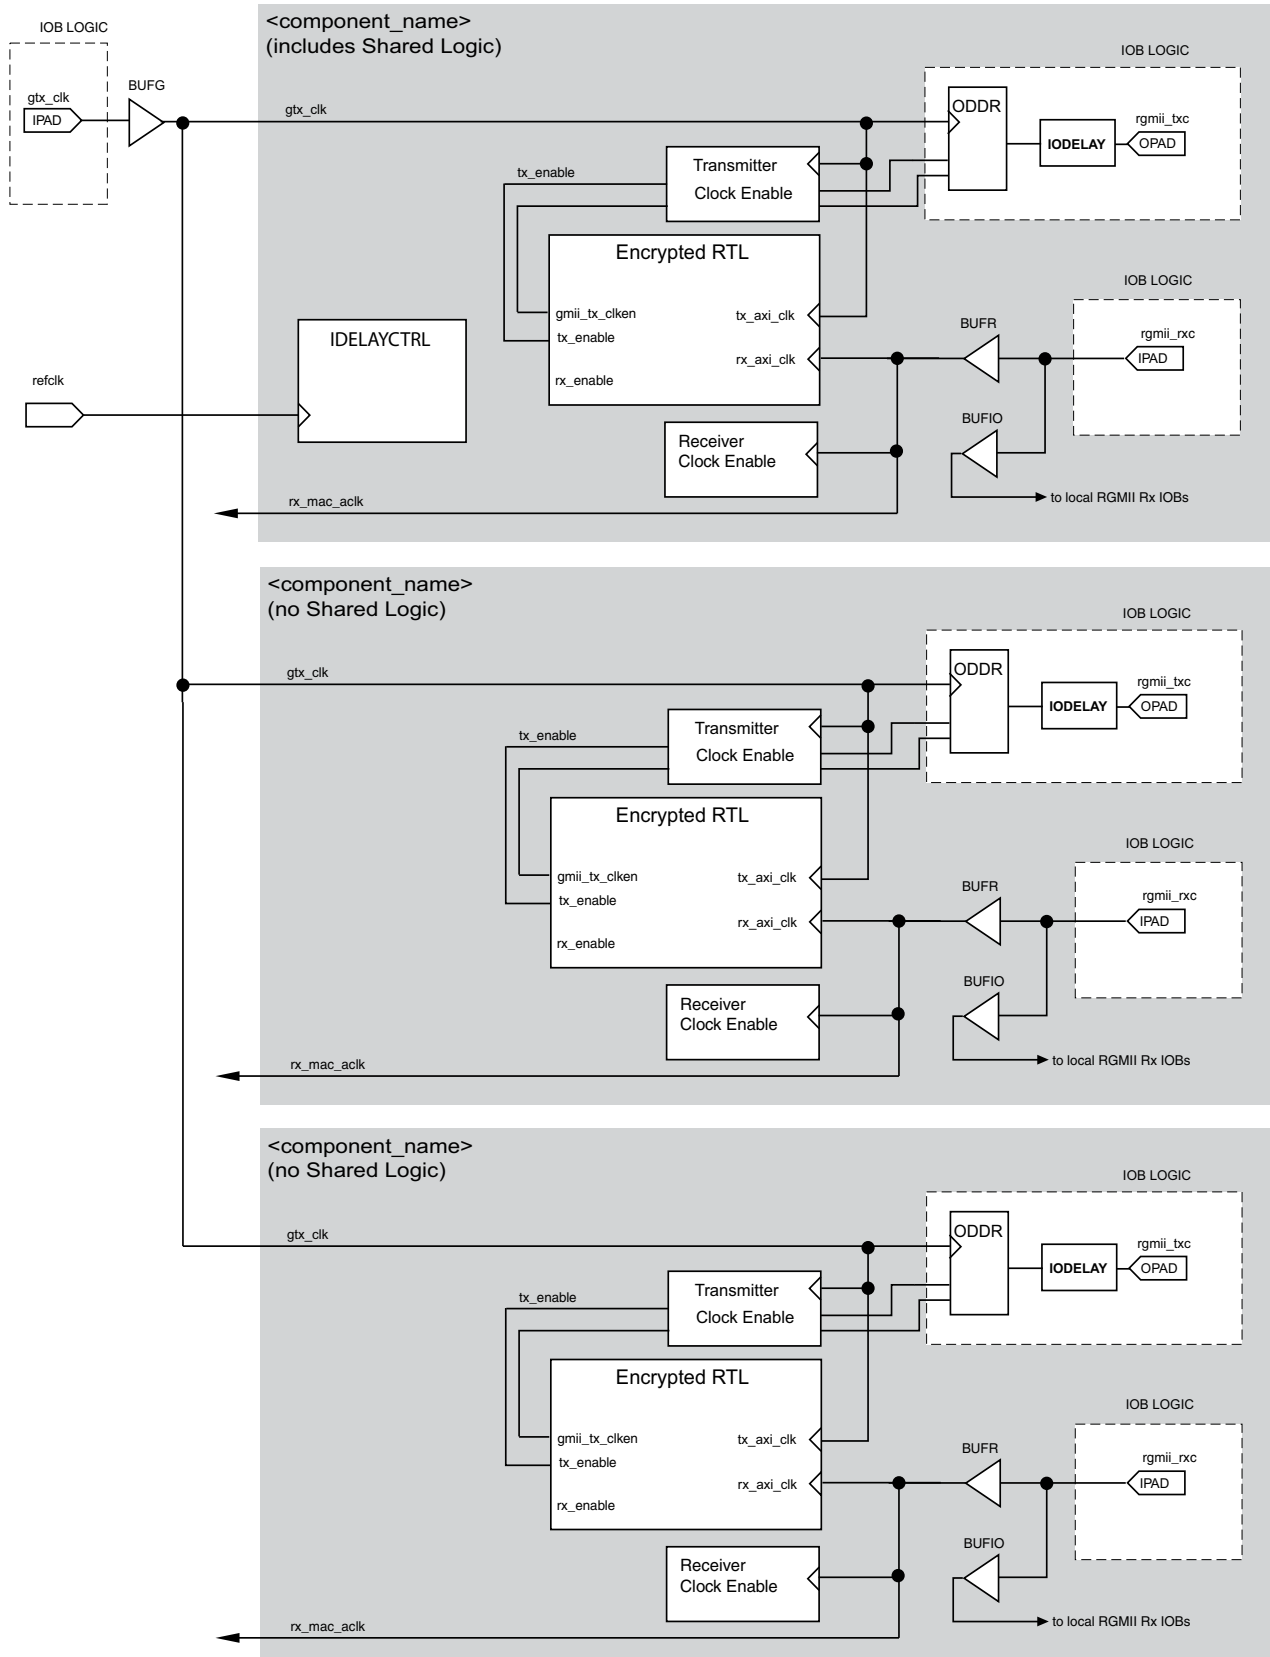 IOB LOGIC
gtx_clk
IPAD
BUFG
refclk
<component_name>
(includes Shared Logic)
IOB LOGIC
gtx_clk
ODDR
IODELAY
rgmii_txc
OPAD
Transmitter
Clock Enable
tx_enable
Encrypted RTL
gmii_tx_clken
tx_axi_clk
tx_enable
rx_axi_clk
rx_enable
IDELAYCTRL
IOB LOGIC
BUFR
rgmii_rxc
IPAD
BUFIO
Receiver
Clock Enable
to local RGMII Rx IOBs
rx_mac_aclk
<component_name>
(no Shared Logic)
IOB LOGIC
gtx_clk
ODDR
IODELAY
rgmii_txc
OPAD
Transmitter
Clock Enable
tx_enable
Encrypted RTL
gmii_tx_clken
tx_axi_clk
tx_enable
rx_axi_clk
rx_enable
IOB LOGIC
BUFR
rgmii_rxc
IPAD
BUFIO
Receiver
Clock Enable
to local RGMII Rx IOBs
rx_mac_aclk
<component_name>
(no Shared Logic)
IOB LOGIC
gtx_clk
ODDR
IODELAY
rgmii_txc
OPAD
Transmitter
Clock Enable
tx_enable
Encrypted RTL
gmii_tx_clken
tx_axi_clk
tx_enable
rx_axi_clk
rx_enable
IOB LOGIC
BUFR
rgmii_rxc
IPAD
BUFIO
Receiver
Clock Enable
to local RGMII Rx IOBs
rx_mac_aclk